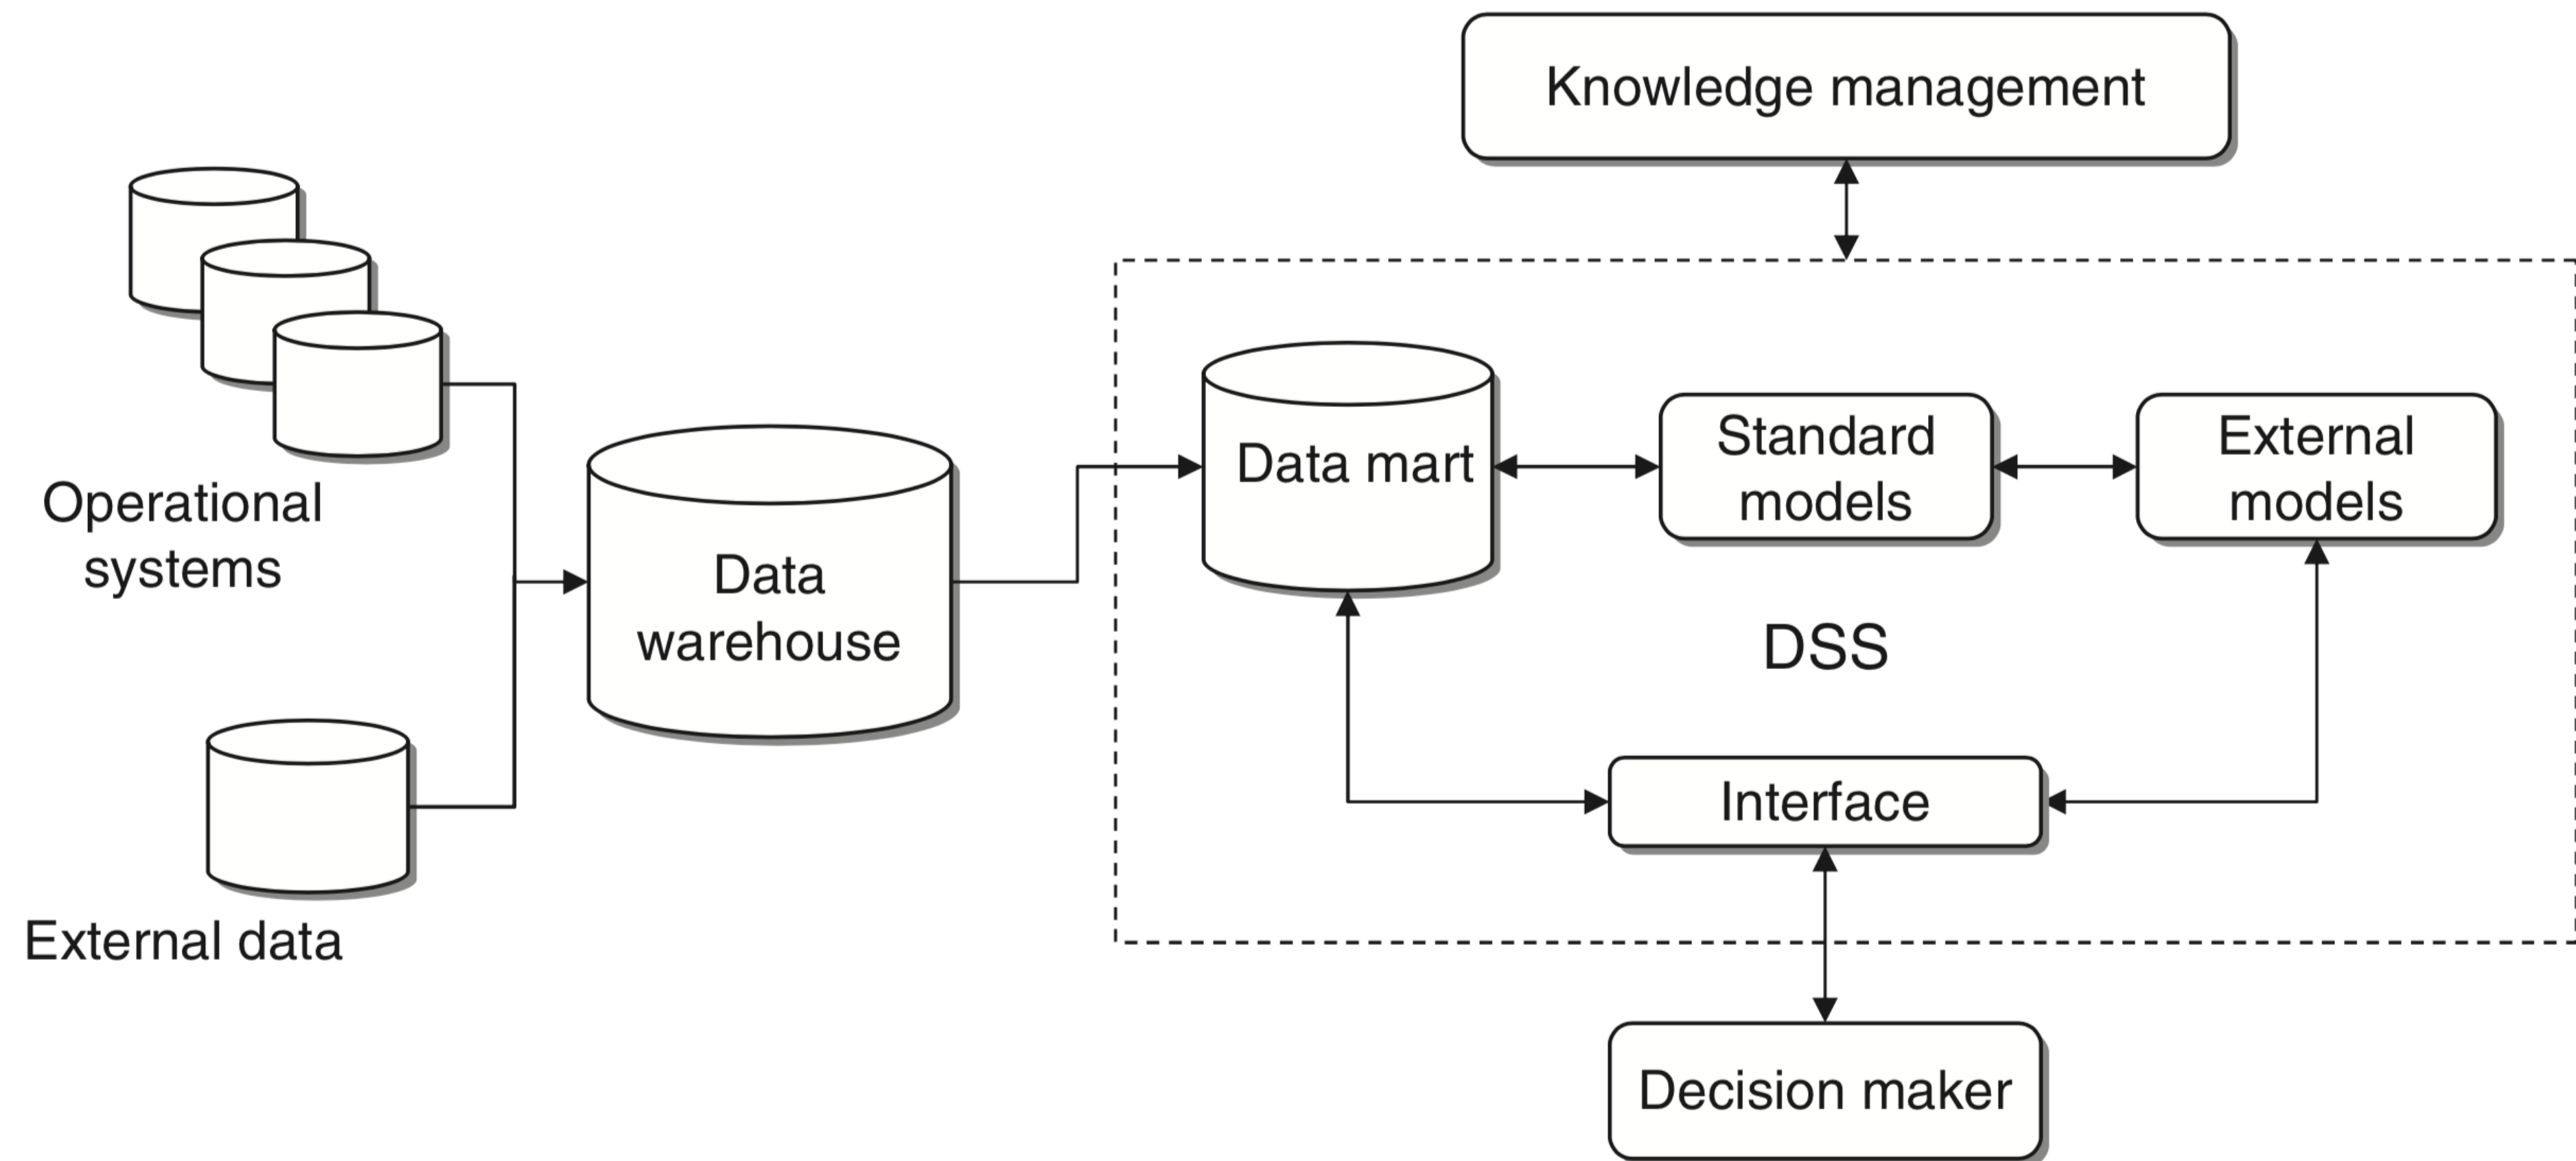 Knowledge management
Operational
systems
Data
warehouse
Data mart
Standard
models
External
models
DSS
Interface
External data
Decision maker